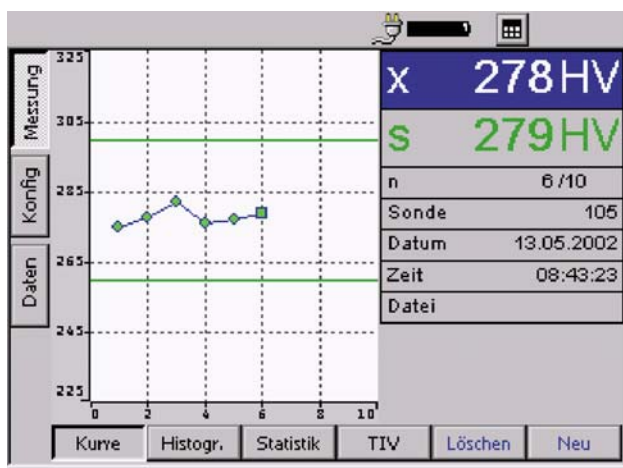 Messung
Konfig
Daten
325
305
285
265
245
225
0 2 4 6 8 10
x 278 HV
s 279 HV
n 6/10
Sonde 105
Datum 13.05.2002
Zeit 08:43:23
Datei
Kurve Histogr. Statistik TIV Löschen Neu